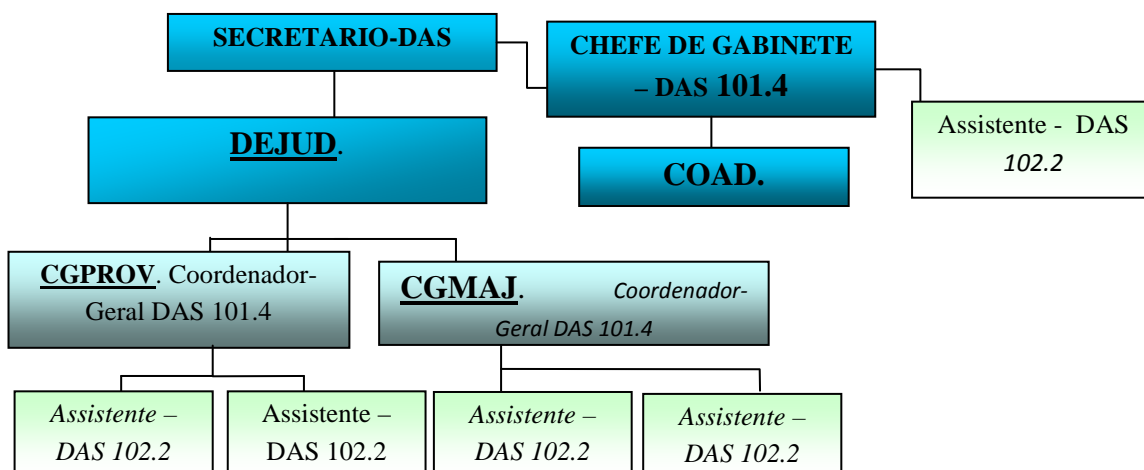 SECRETARIO-DAS
CHEFE DE GABINETE
– DAS 101.4
Assistente - DAS
102.2
DEJUD.
COAD.
CGPROV. Coordenador-
Geral DAS 101.4
CGMAJ. Coordenador-
Geral DAS 101.4
Assistente –
DAS 102.2
Assistente –
DAS 102.2
Assistente –
DAS 102.2
Assistente –
DAS 102.2